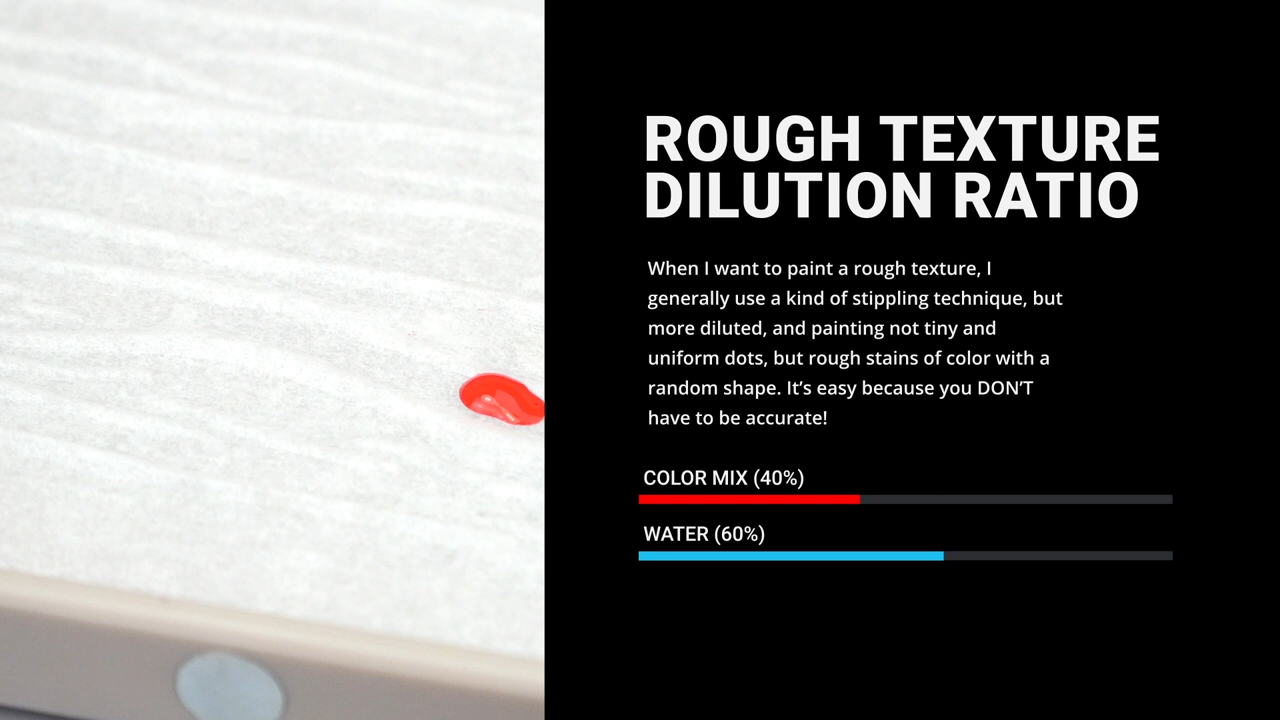 ROUGH TEXTURE
DILUTION RATIO
When I want to paint a rough texture, I
generally use a kind of stippling technique, but
more diluted, and painting not tiny and
uniform dots, but rough stains of color with a
random shape. It’s easy because you DON’T
have to be accurate!
COLOR MIX (40%)
WATER (60%)